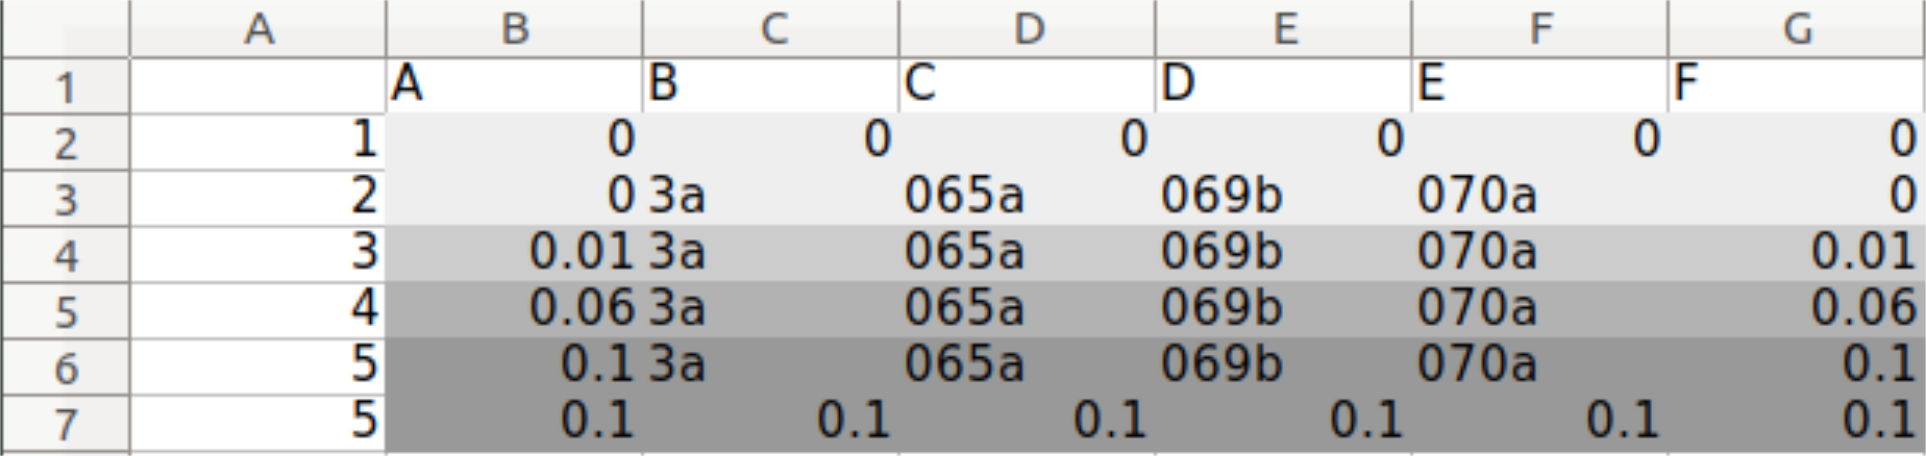 A B C D E F G
1 A B C D E F
2 1 0 0 0 0 0 0
3 2 0 3a 065a 069b 070a 0
4 3 0.01 3a 065a 069b 070a 0.01
5 4 0.06 3a 065a 069b 070a 0.06
6 5 0.1 3a 065a 069b 070a 0.1
7 5 0.1 0.1 0.1 0.1 0.1 0.1